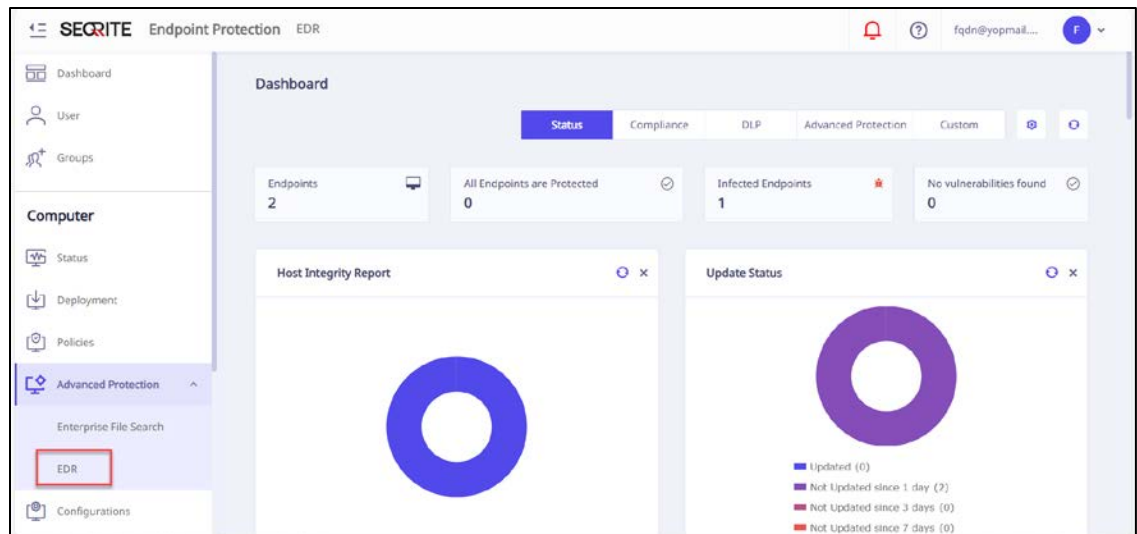 SEQRITE Endpoint Protection EDR
fqdn@yopmail....
F
Dashboard
User
Groups
Computer
Status
Deployment
Policies
Advanced Protection
Enterprise File Search
EDR
Configurations
Dashboard
Status Compliance DLP Advanced Protection Custom
Endpoints
2
All Endpoints are Protected
0
Infected Endpoints
1
No vulnerabilities found
0
Host Integrity Report
Update Status
Updated (0)
Not Updated since 1 day (2)
Not Updated since 3 days (0)
Not Updated since 7 days (0)